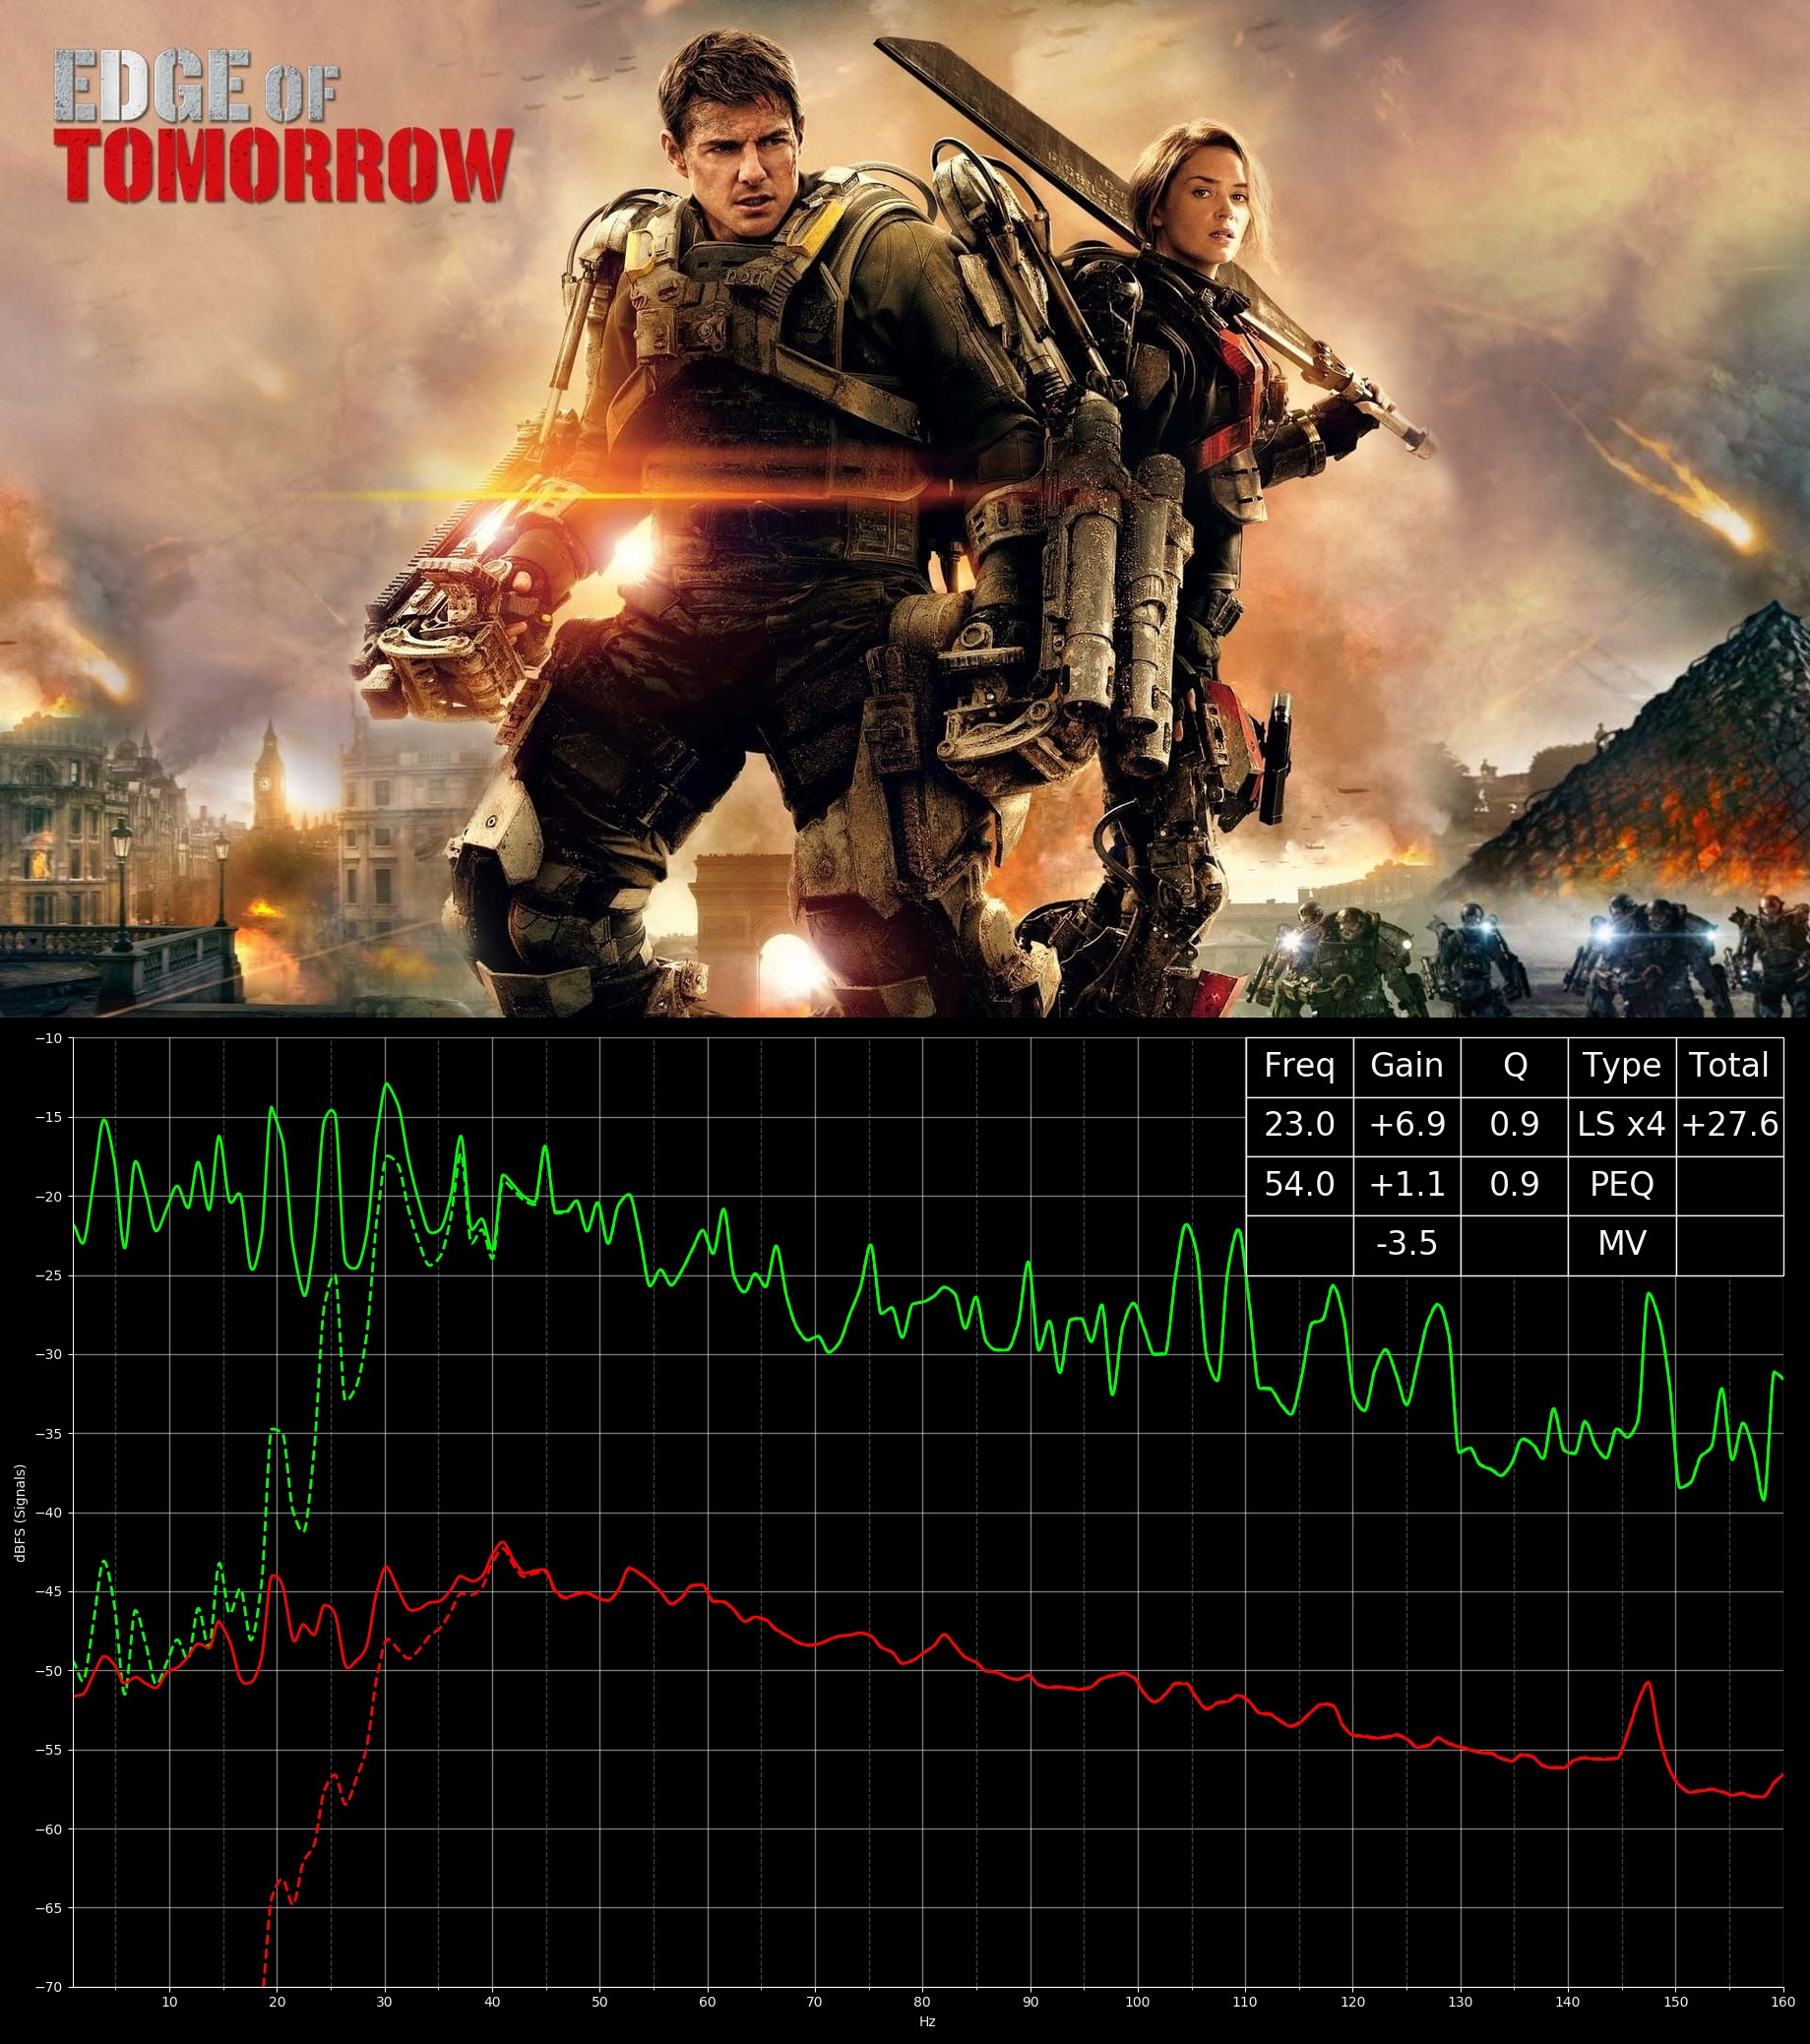 EDGE OF
TOMORROW
Freq Gain Q Type Total
23.0 +6.9 0.9 LS x4 +27.6
54.0 +1.1 0.9 PEQ
-3.5 MV
−10
−15
−20
−25
−30
−35
−40
−45
−50
−55
−60
−65
−70
dBFS (Signals)
10 20 30 40 50 60 70 80 90 100 110 120 130 140 150 160
Hz